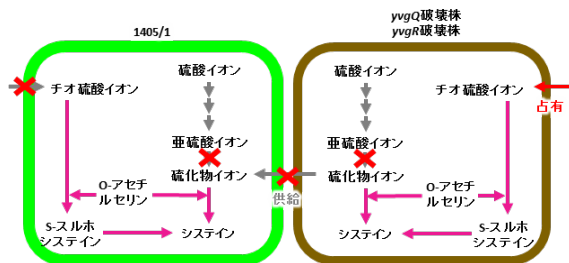 1405/1
yvgQ破壊株
yvgR破壊株
硫酸イオン
チオ硫酸イオン
亜硫酸イオン
硫化物イオン
O-アセチ
ルセリン
S-スルホ
システイン
システイン
供給
硫酸イオン
チオ硫酸イオン
占有
亜硫酸イオン
硫化物イオン
O-アセチ
ルセリン
システイン
S-スルホ
システイン